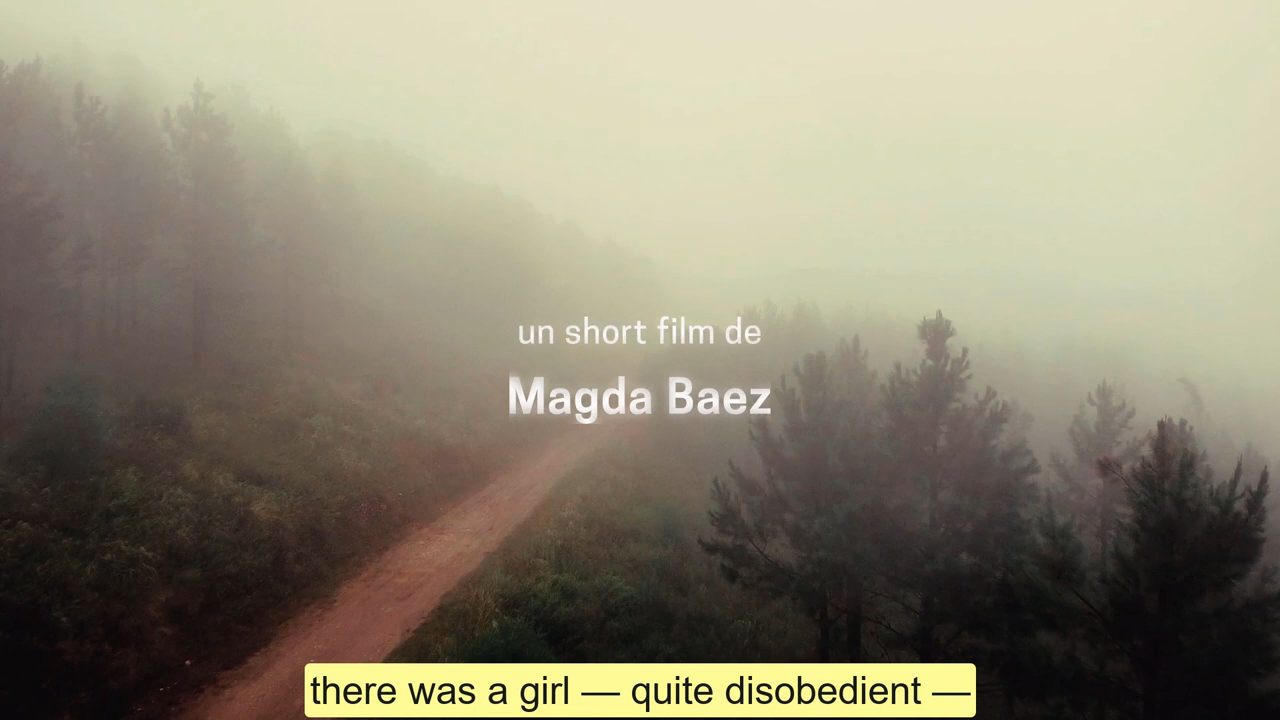 un short film de
Magda Baez
there was a girl — quite disobedient —